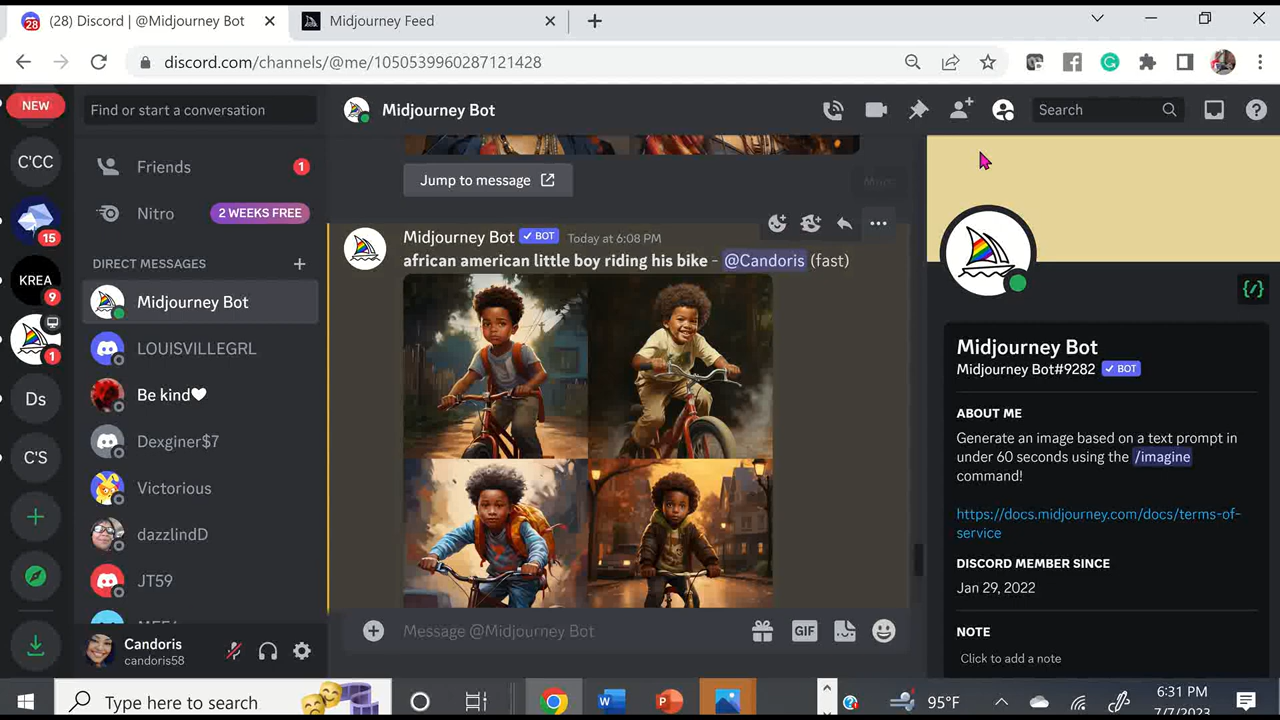 (28) Discord | @Midjourney Bot
Midjourney Feed
28
discord.com/channels/@me/1050539960287121428
NEW
Find or start a conversation
Midjourney Bot
Search
C'CC
Friends
1
Jump to message
Nitro
2 WEEKS FREE
15
Midjourney Bot
BOT
Today at 6:08 PM
african american little boy riding his bike - @Candoris (fast)
DIRECT MESSAGES
KREA
9
Midjourney Bot
LOUISVILLEGRL
1
Be kind
Ds
Dexginer$7
C'S
Victorious
dazzlindD
JT59
Midjourney Bot
Midjourney Bot#9282
BOT
ABOUT ME
Generate an image based on a text prompt in
under 60 seconds using the /imagine
command!
https://docs.midjourney.com/docs/terms-of-
service
DISCORD MEMBER SINCE
Jan 29, 2022
NOTE
Click to add a note
Message @Midjourney Bot
GIF
Candoris
candoris58
Type here to search
W
P
95°F
6:31 PM
7/7/2023